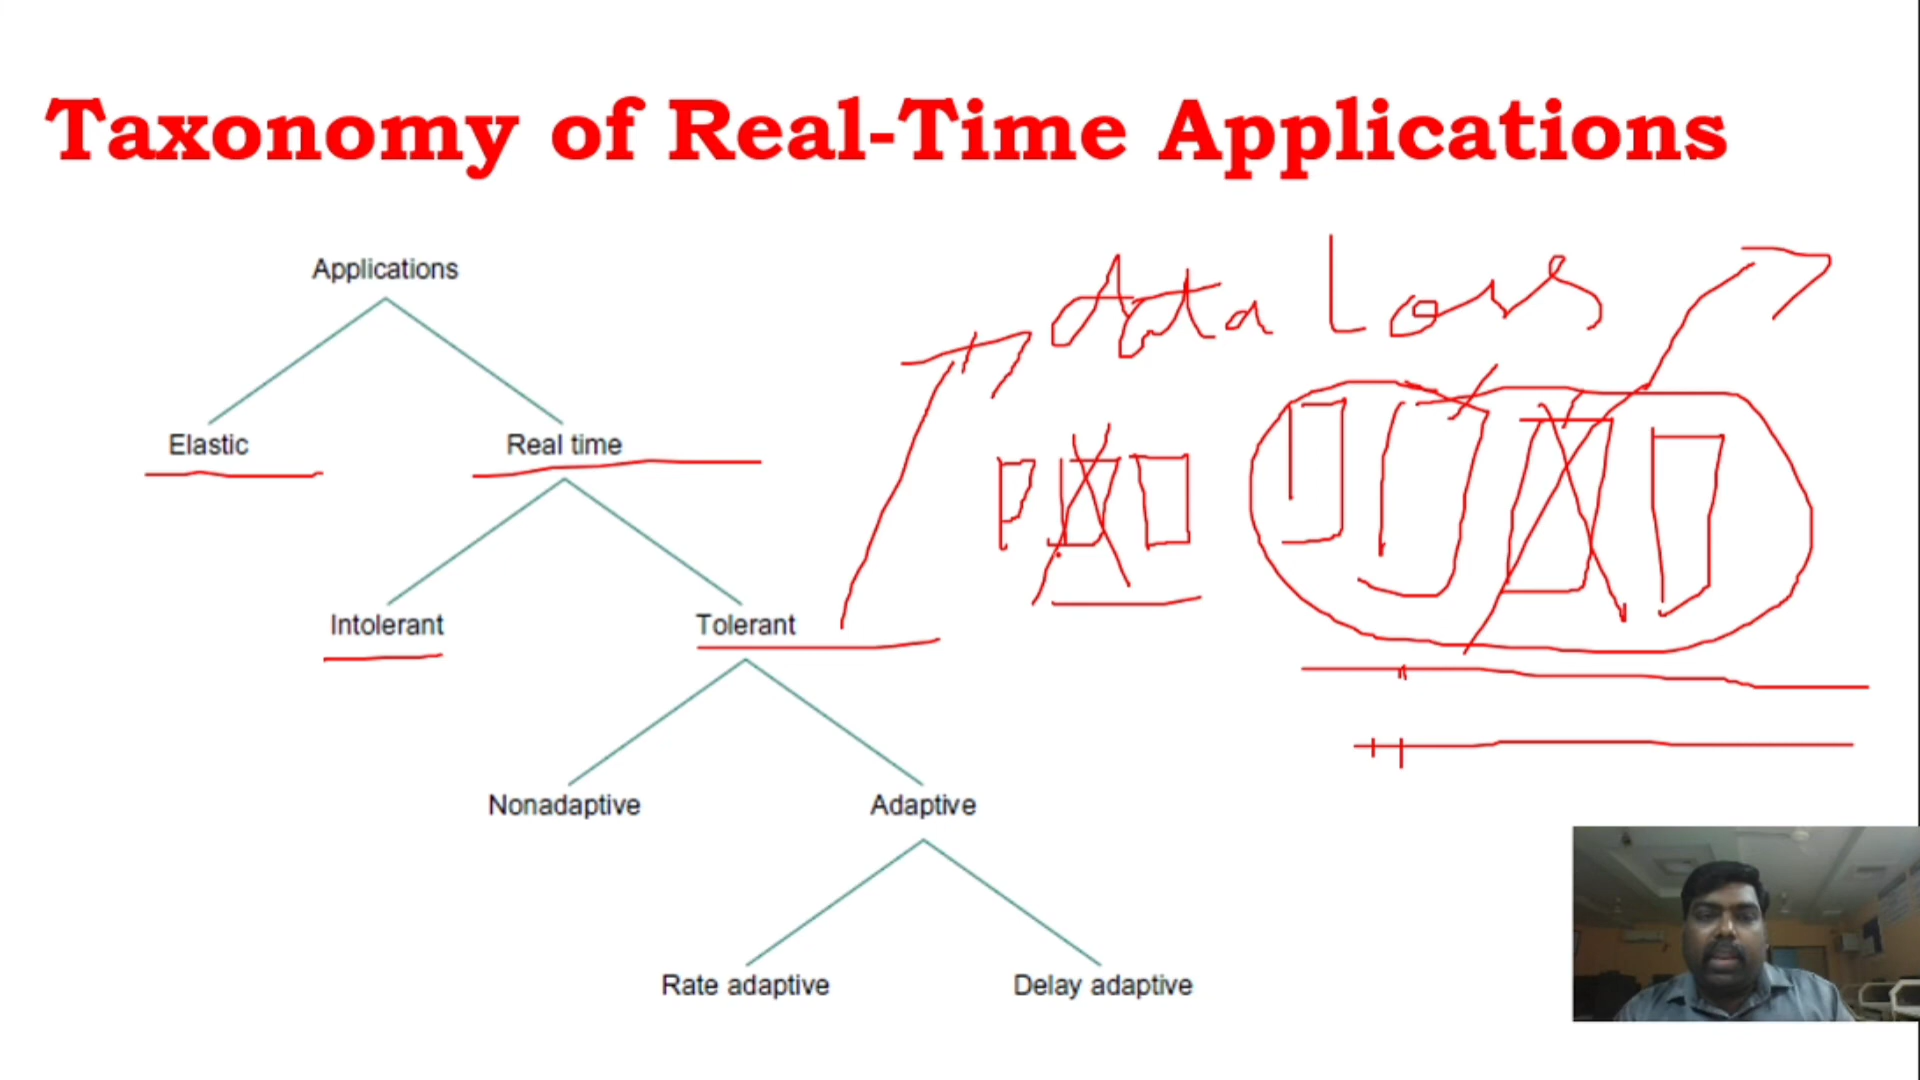 Taxonomy of Real-Time Applications
Applications
data Loss
Elastic
Real time
Intolerant
Tolerant
Nonadaptive
Adaptive
Rate adaptive
Delay adaptive